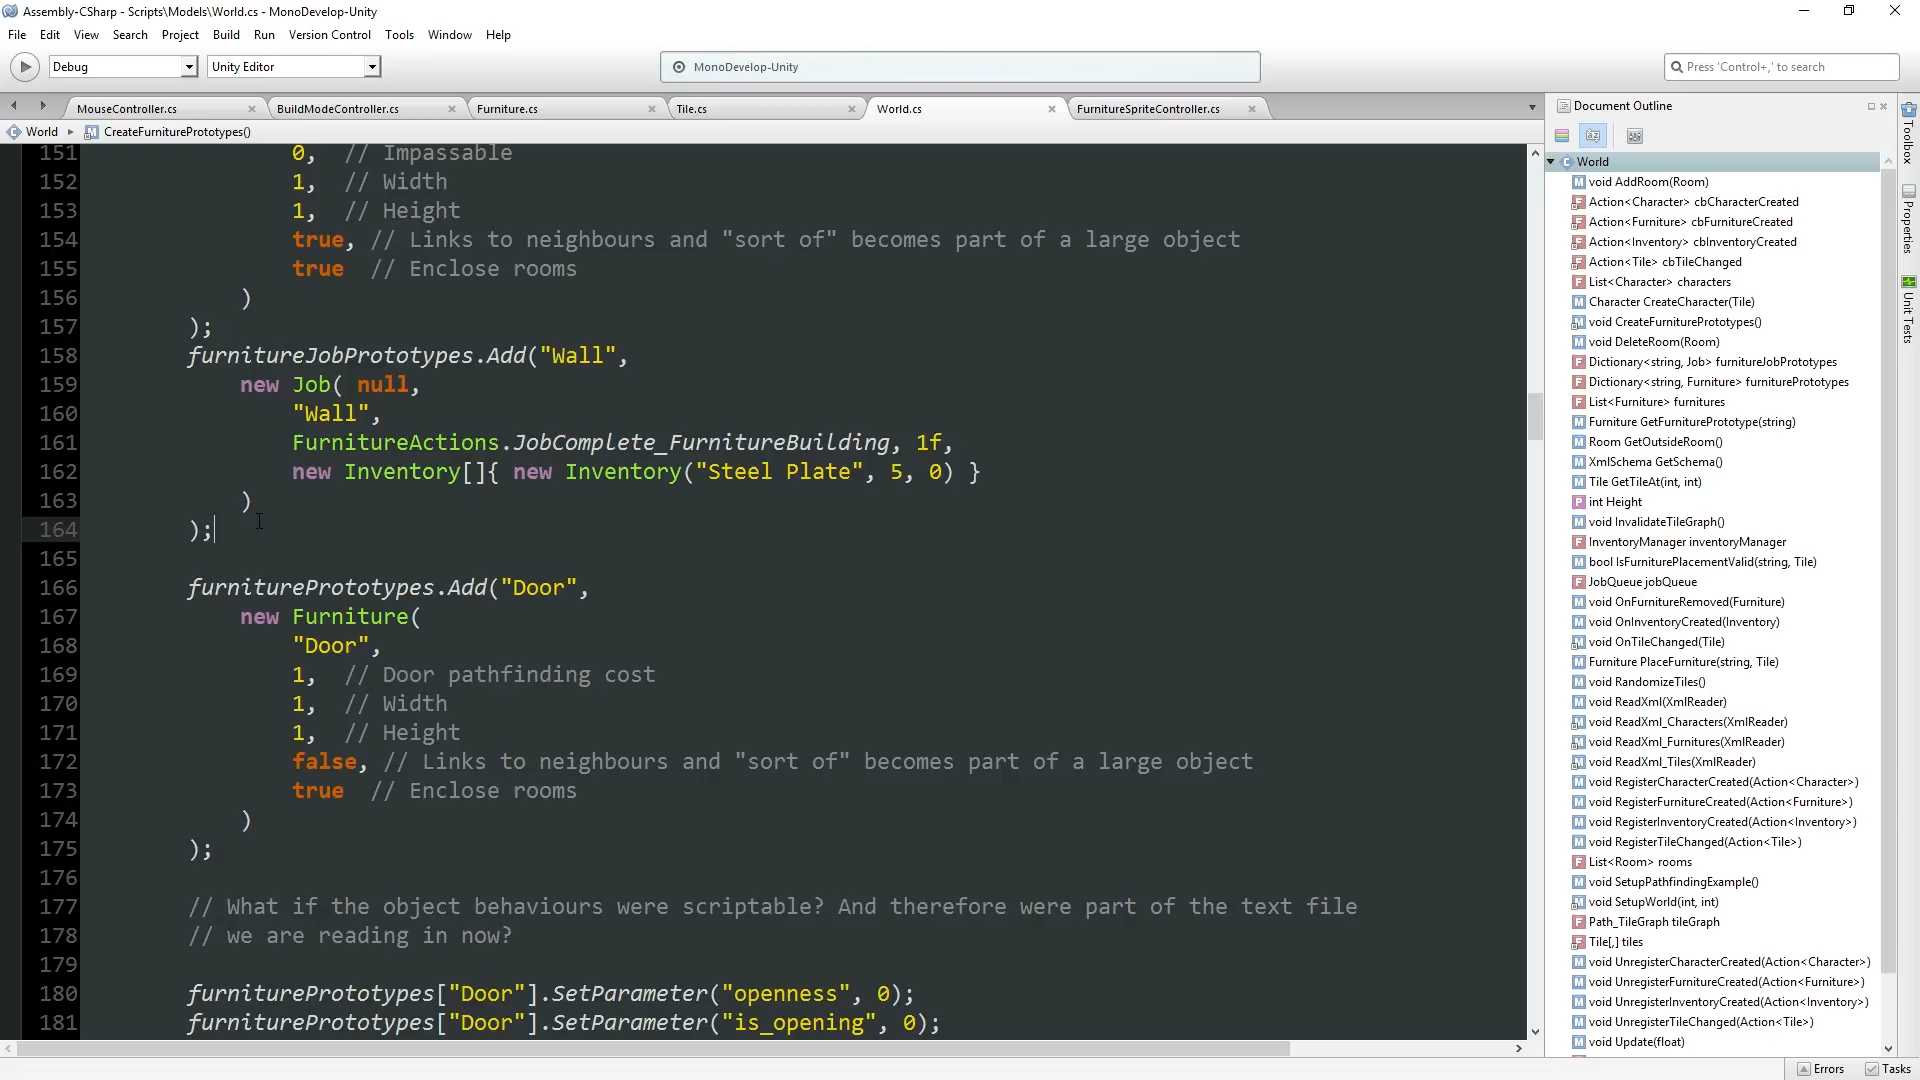 Assembly-CSharp - Scripts\Models\World.cs - MonoDevelop-Unity
File Edit View Search Project Build Run Version Control Tools Window Help
Debug Unity Editor MonoDevelop-Unity Press 'Control+,' to search
MouseController.cs BuildModeController.cs Furniture.cs Tile.cs World.cs FurnitureSpriteController.cs
World CreateFurniturePrototypes()
151 0, // Impassable
152 1, // Width
153 1, // Height
154 true, // Links to neighbours and "sort of" becomes part of a large object
155 true // Enclose rooms
156 )
157 );
158 furnitureJobPrototypes.Add("Wall",
159 new Job( null,
160 "Wall",
161 FurnitureActions.JobComplete_FurnitureBuilding, 1f,
162 new Inventory[]{ new Inventory("Steel Plate", 5, 0) }
163 )
164 );
165
166 furniturePrototypes.Add("Door",
167 new Furniture(
168 "Door",
169 1, // Door pathfinding cost
170 1, // Width
171 1, // Height
172 false, // Links to neighbours and "sort of" becomes part of a large object
173 true // Enclose rooms
174 )
175 );
176
177 // What if the object behaviours were scriptable? And therefore were part of the text file
178 // we are reading in now?
179
180 furniturePrototypes["Door"].SetParameter("openness", 0);
181 furniturePrototypes["Door"].SetParameter("is_opening", 0);
Document Outline
World
void AddRoom(Room)
Action<Character> cbCharacterCreated
Action<Furniture> cbFurnitureCreated
Action<Inventory> cbInventoryCreated
Action<Tile> cbTileChanged
List<Character> characters
Character CreateCharacter(Tile)
void CreateFurniturePrototypes()
void DeleteRoom(Room)
Dictionary<string, Job> furnitureJobPrototypes
Dictionary<string, Furniture> furniturePrototypes
List<Furniture> furnitures
Furniture GetFurniturePrototype(string)
Room GetOutsideRoom()
XmlSchema GetSchema()
Tile GetTileAt(int, int)
int Height
void InvalidateTileGraph()
InventoryManager inventoryManager
bool IsFurniturePlacementValid(string, Tile)
JobQueue jobQueue
void OnFurnitureRemoved(Furniture)
void OnInventoryCreated(Inventory)
void OnTileChanged(Tile)
Furniture PlaceFurniture(string, Tile)
void RandomizeTiles()
void ReadXml(XmlReader)
void ReadXml_Characters(XmlReader)
void ReadXml_Furnitures(XmlReader)
void ReadXml_Tiles(XmlReader)
void RegisterCharacterCreated(Action<Character>)
void RegisterFurnitureCreated(Action<Furniture>)
void RegisterInventoryCreated(Action<Inventory>)
void RegisterTileChanged(Action<Tile>)
List<Room> rooms
void SetupPathfindingExample()
void SetupWorld(int, int)
Path_TileGraph tileGraph
Tile[,] tiles
void UnregisterCharacterCreated(Action<Character>)
void UnregisterFurnitureCreated(Action<Furniture>)
void UnregisterInventoryCreated(Action<Inventory>)
void UnregisterTileChanged(Action<Tile>)
void Update(float)
Toolbox
Properties
Unit Tests
Errors Tasks